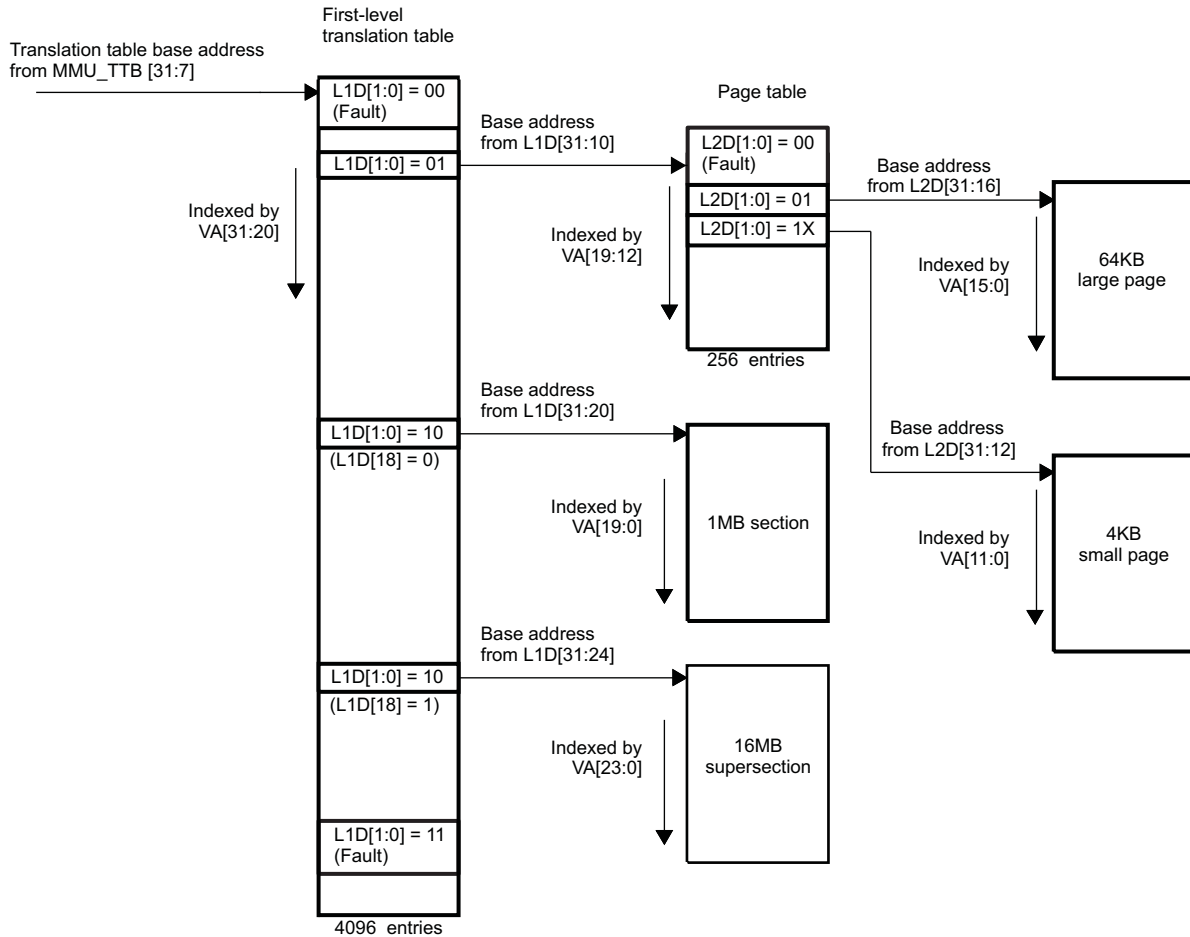 First-level
translation table
Translation table base address
from MMU_TTB [31:7]
L1D[1:0] = 00
(Fault)
Page table
Base address
from L1D[31:10]
L2D[1:0] = 00
(Fault)
L1D[1:0] = 01
Base address
from L2D[31:16]
L2D[1:0] = 01
L2D[1:0] = 1X
Indexed by
VA[31:20]
Indexed by
VA[19:12]
Indexed by
VA[15:0]
64KB
large page
256 entries
Base address
from L1D[31:20]
L1D[1:0] = 10
(L1D[18] = 0)
Base address
from L2D[31:12]
Indexed by
VA[19:0]
1MB section
Indexed by
VA[11:0]
4KB
small page
Base address
from L1D[31:24]
L1D[1:0] = 10
(L1D[18] = 1)
Indexed by
VA[23:0]
16MB
supersection
L1D[1:0] = 11
(Fault)
4096 entries